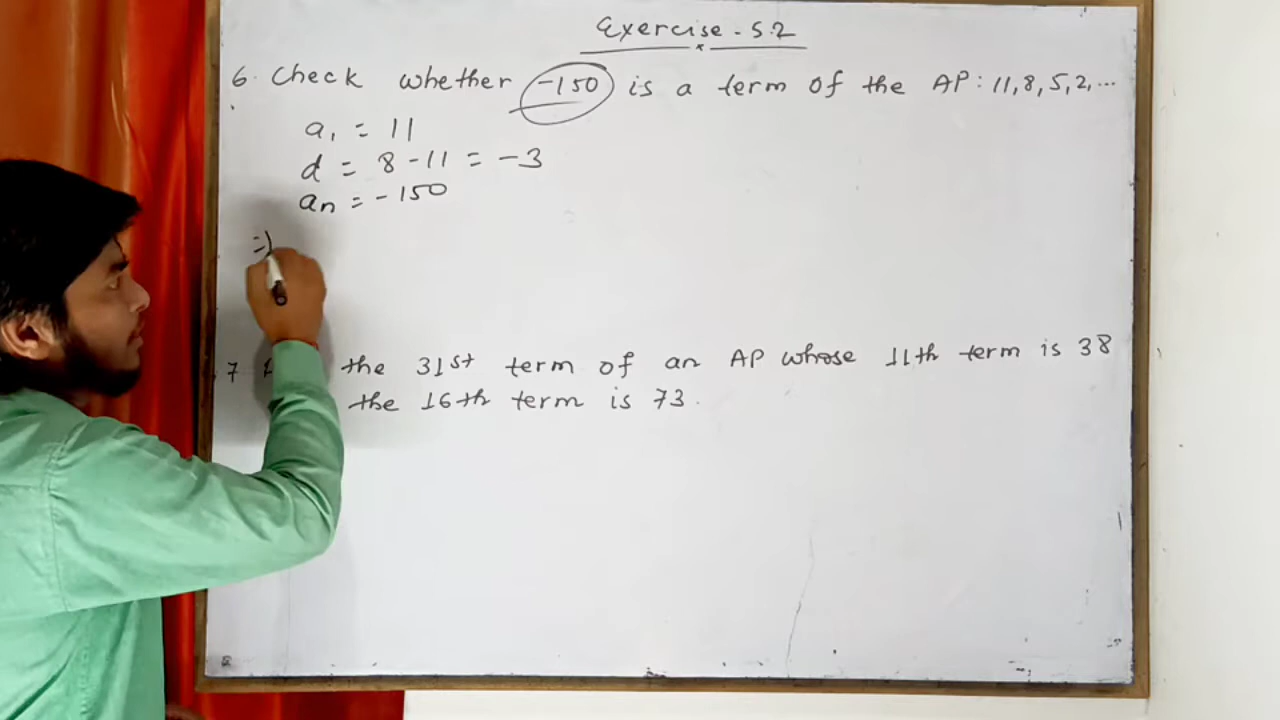 Exercise - 5.2
6. Check whether -150 is a term of the AP: 11, 8, 5, 2, ...
a₁ = 11
d = 8 - 11 = -3
an = -150
=)
7 the 31st term of an AP whose 11th term is 38
the 16th term is 73.